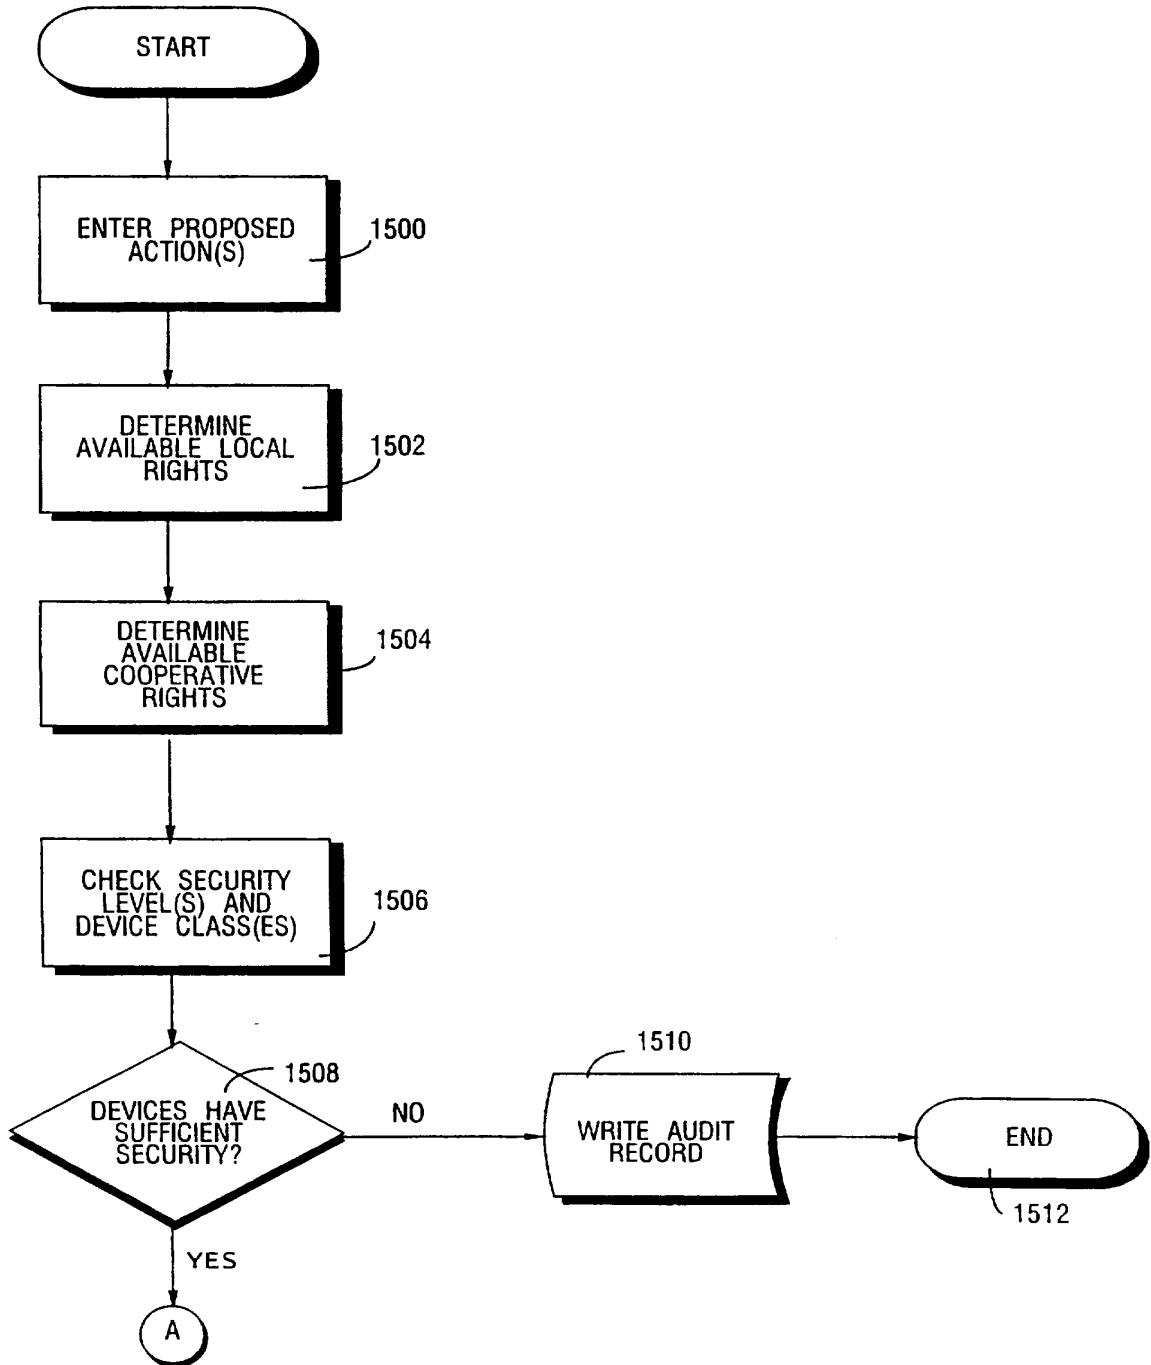 START
ENTER PROPOSED
ACTION(S)
1500
DETERMINE
AVAILABLE LOCAL
RIGHTS
1502
DETERMINE
AVAILABLE
COOPERATIVE
RIGHTS
1504
CHECK SECURITY
LEVEL(S) AND
DEVICE CLASS(ES)
1506
1508
DEVICES HAVE
SUFFICIENT
SECURITY?
NO
1510
WRITE AUDIT
RECORD
END
1512
YES
A